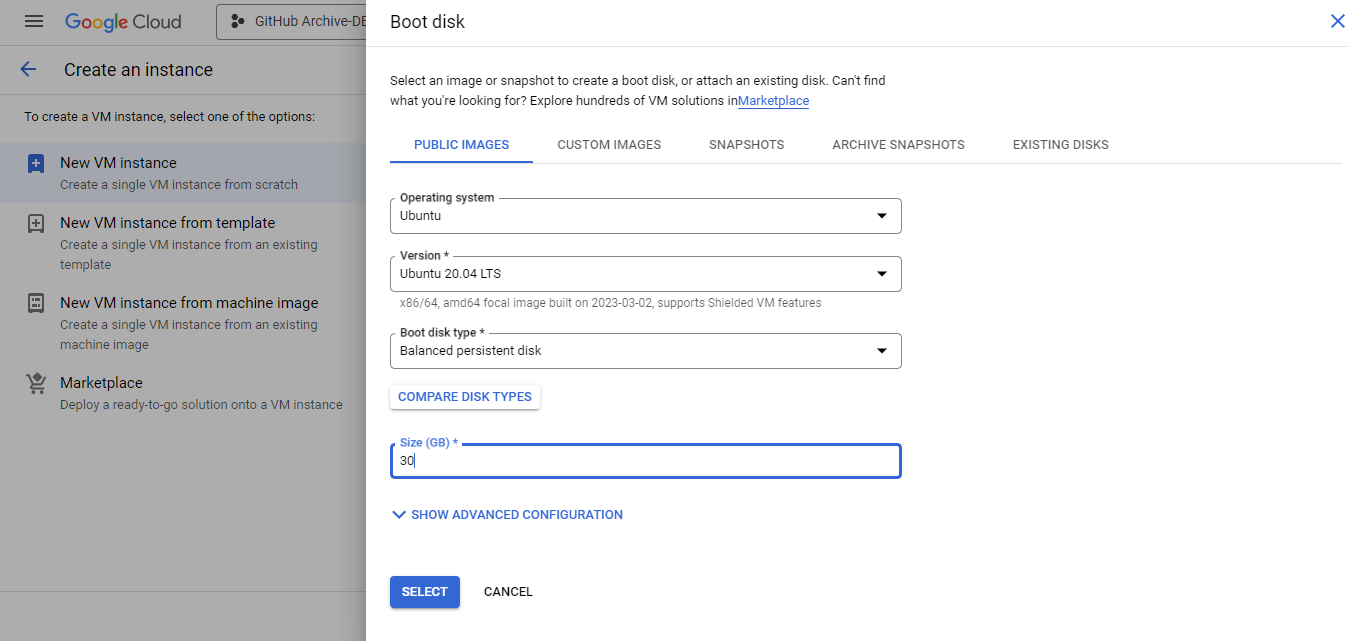 Google Cloud
GitHub Archive-DE
Create an instance
To create a VM instance, select one of the options:
New VM instance
Create a single VM instance from scratch
New VM instance from template
Create a single VM instance from an existing
template
New VM instance from machine image
Create a single VM instance from an existing
machine image
Marketplace
Deploy a ready-to-go solution onto a VM instance
Boot disk
Select an image or snapshot to create a boot disk, or attach an existing disk. Can't find
what you're looking for? Explore hundreds of VM solutions inMarketplace
PUBLIC IMAGES CUSTOM IMAGES SNAPSHOTS ARCHIVE SNAPSHOTS EXISTING DISKS
Operating system
Ubuntu
Version *
Ubuntu 20.04 LTS
x86/64, amd64 focal image built on 2023-03-02, supports Shielded VM features
Boot disk type *
Balanced persistent disk
COMPARE DISK TYPES
Size (GB) *
30
SHOW ADVANCED CONFIGURATION
SELECT CANCEL